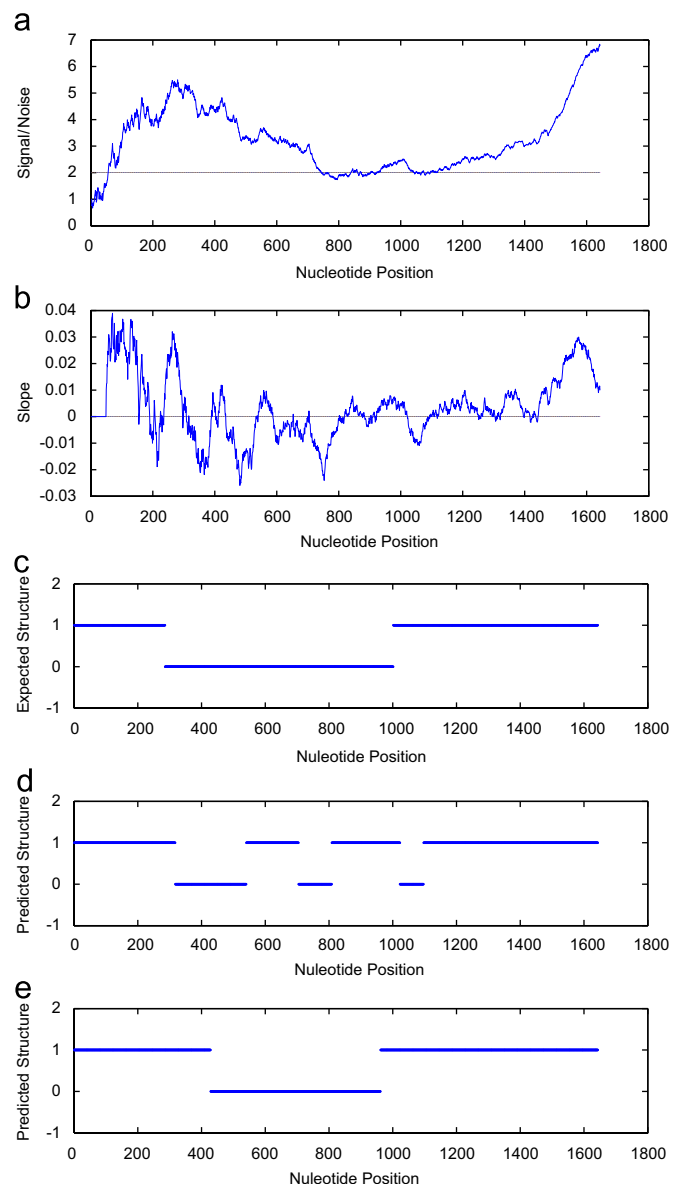 a
7
6
5
4
3
2
1
0
Signal/Noise
0 200 400 600 800 1000 1200 1400 1600 1800
Nucleotide Position
b
0.04
0.03
0.02
0.01
0
-0.01
-0.02
-0.03
Slope
0 200 400 600 800 1000 1200 1400 1600 1800
Nucleotide Position
c
2
1
0
-1
Expected Structure
0 200 400 600 800 1000 1200 1400 1600 1800
Nuleotide Position
d
2
1
0
-1
Predicted Structure
0 200 400 600 800 1000 1200 1400 1600 1800
Nuleotide Position
e
2
1
0
-1
Predicted Structure
0 200 400 600 800 1000 1200 1400 1600 1800
Nuleotide Position